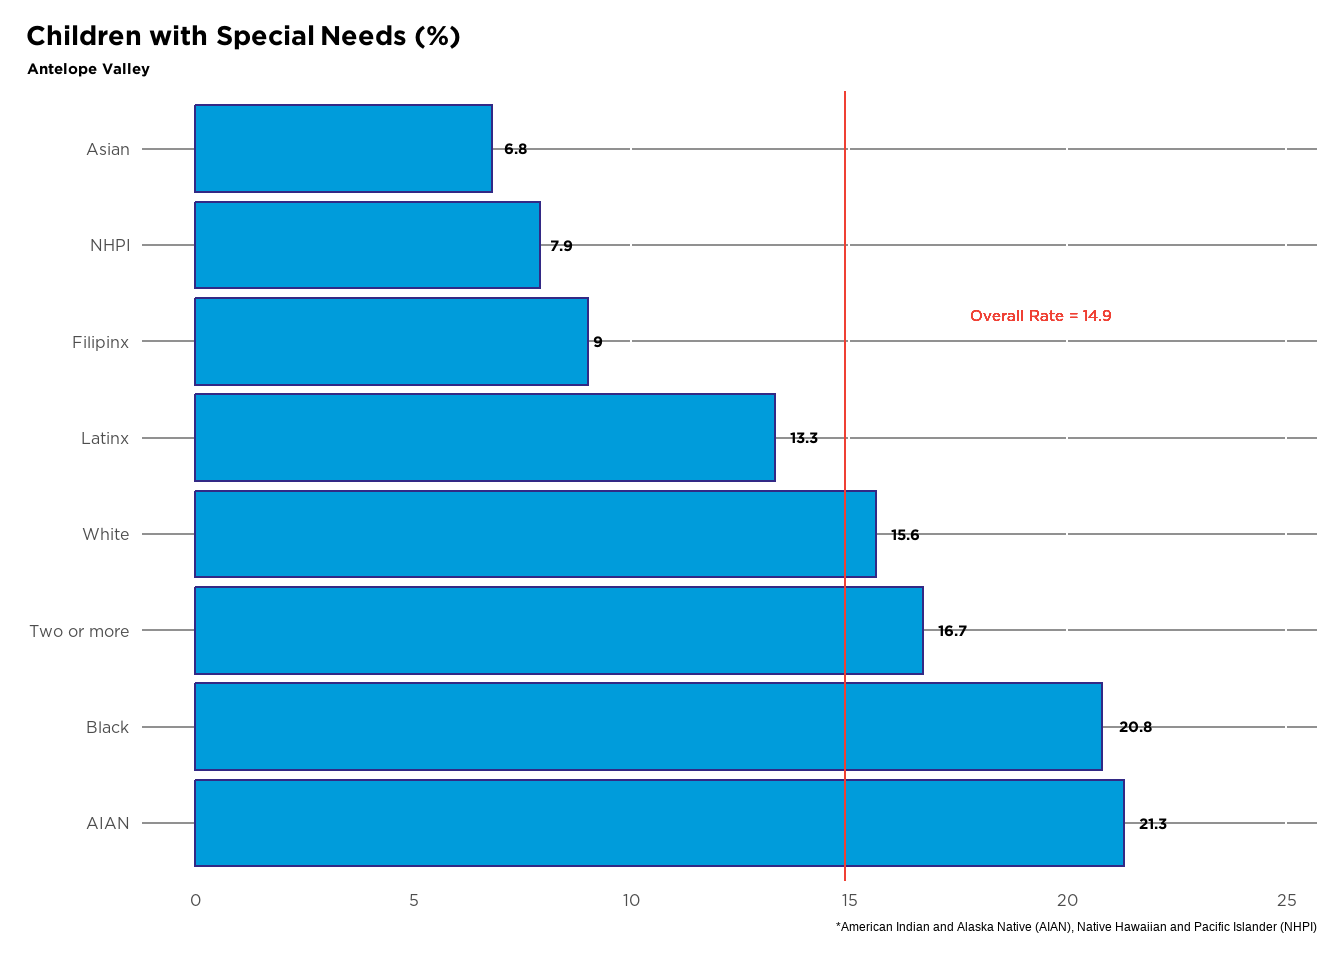 Children with Special Needs (%)
Antelope Valley
Asian 6.8
NHPI 7.9
Overall Rate = 14.9
Filipinx 9
Latinx 13.3
White 15.6
Two or more 16.7
Black 20.8
AIAN 21.3
0 5 10 15 20 25
*American Indian and Alaska Native (AIAN), Native Hawaiian and Pacific Islander (NHPI)